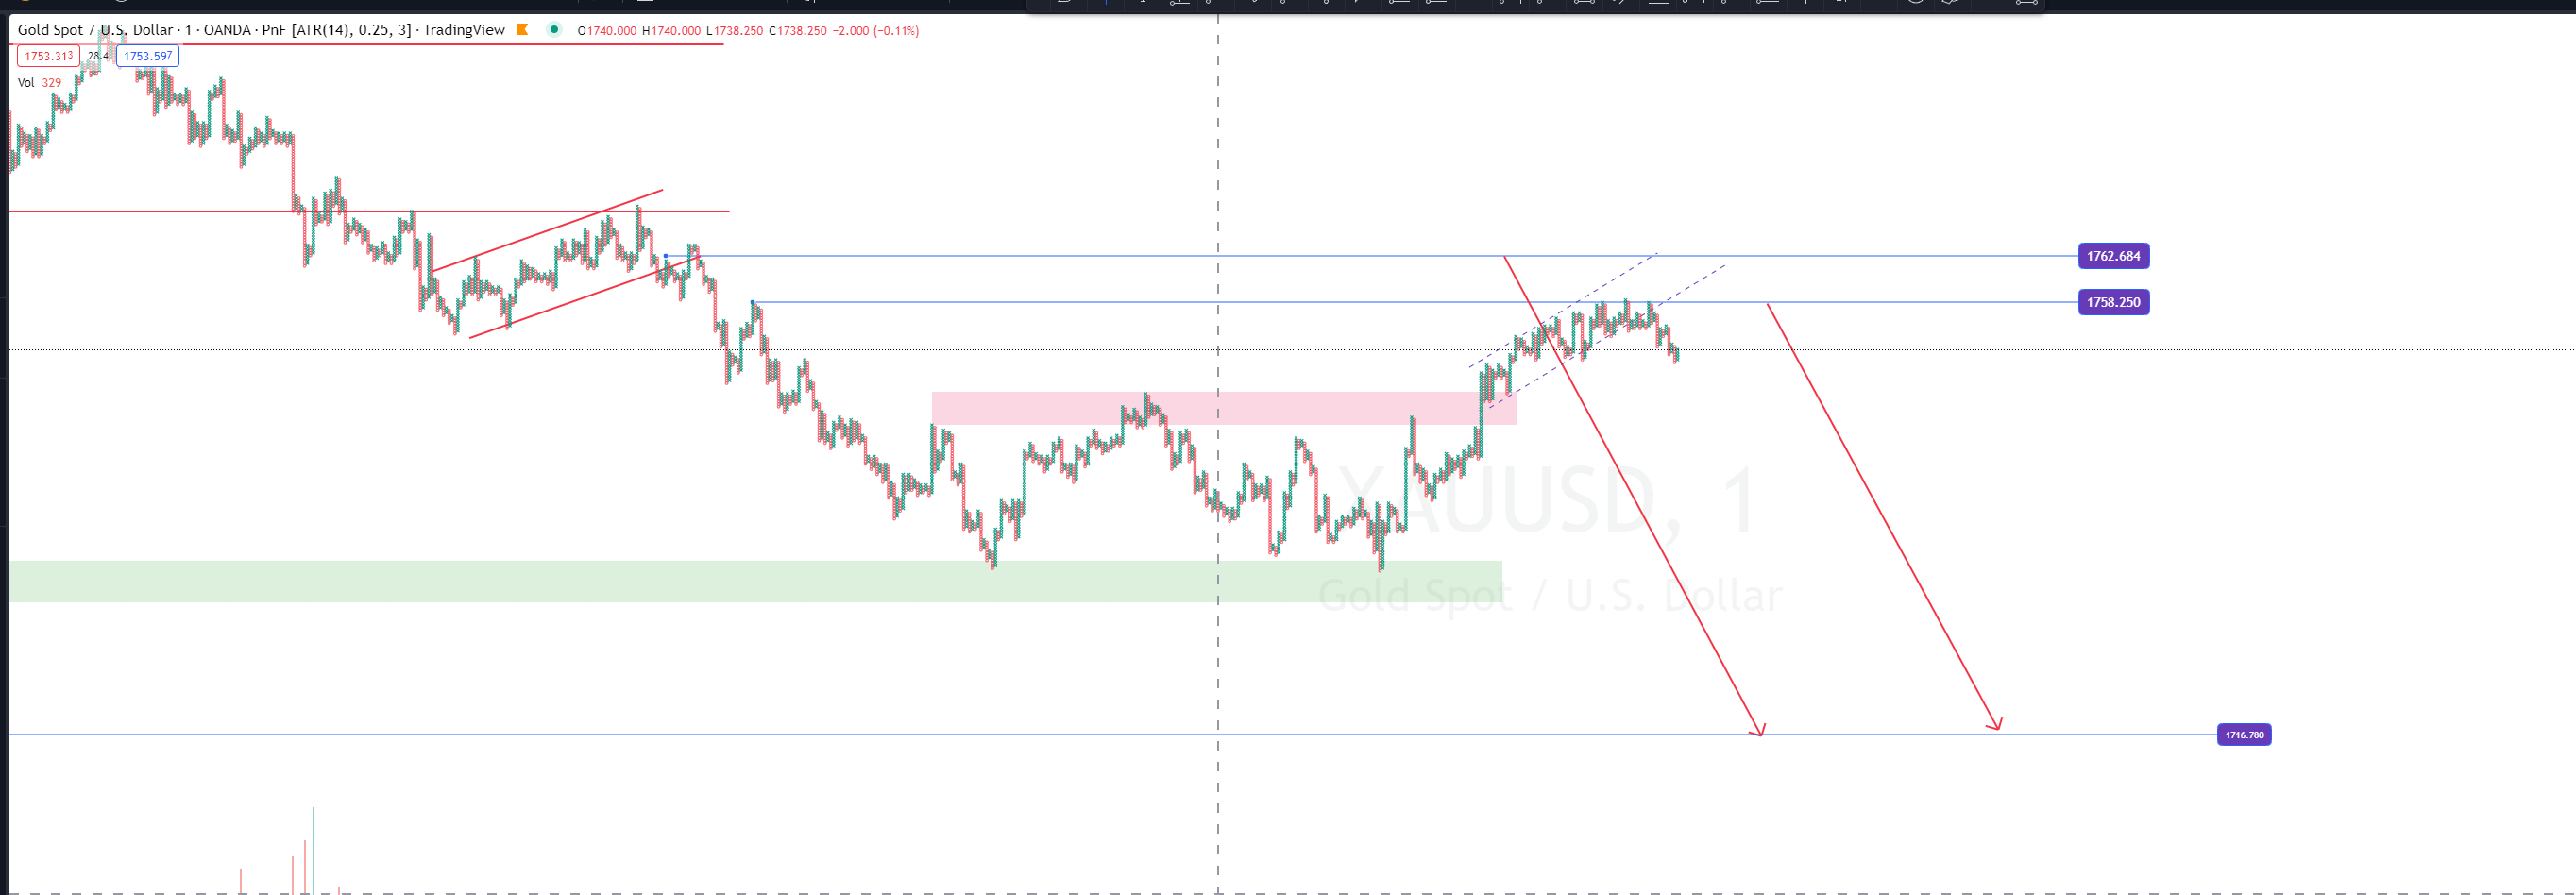 Gold Spot / U.S. Dollar · 1 · OANDA · PnF [ATR(14), 0.25, 3] · TradingView O1740.000 H1740.000 L1738.250 C1738.250 −2.000 (−0.11%)
1753.313 28.4 1753.597
Vol 329
1762.684
1758.250
XAUUSD, 1
Gold Spot / U.S. Dollar
1716.780